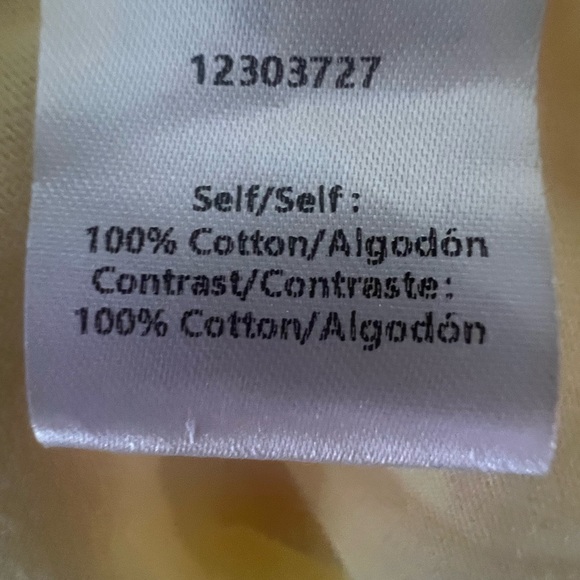 12303727
Self/Self :
100% Cotton/Algodón
Contrast/Contraste:
100% Cotton/Algodón